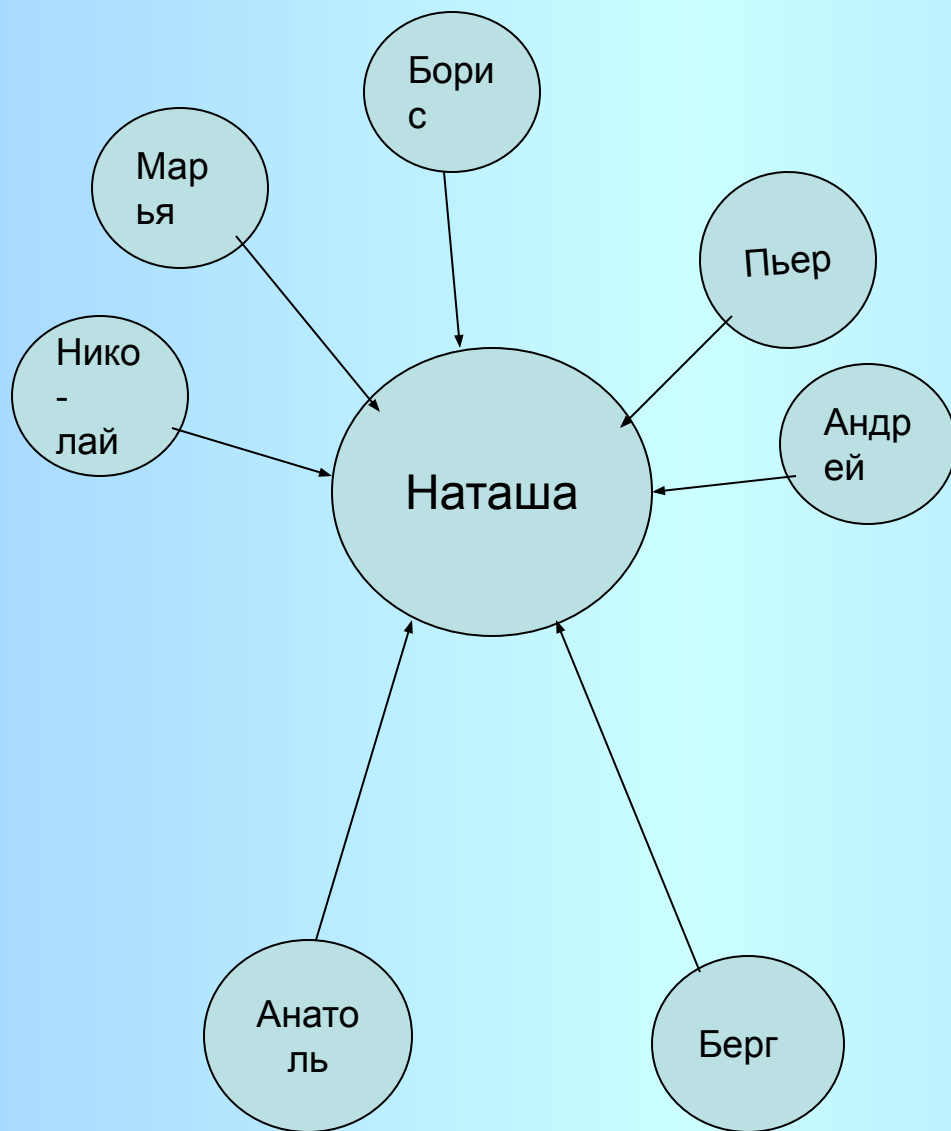 Бори
с
Мар
ья
Пьер
Нико
-
лай
Андр
ей
Наташа
Анато
ль
Берг